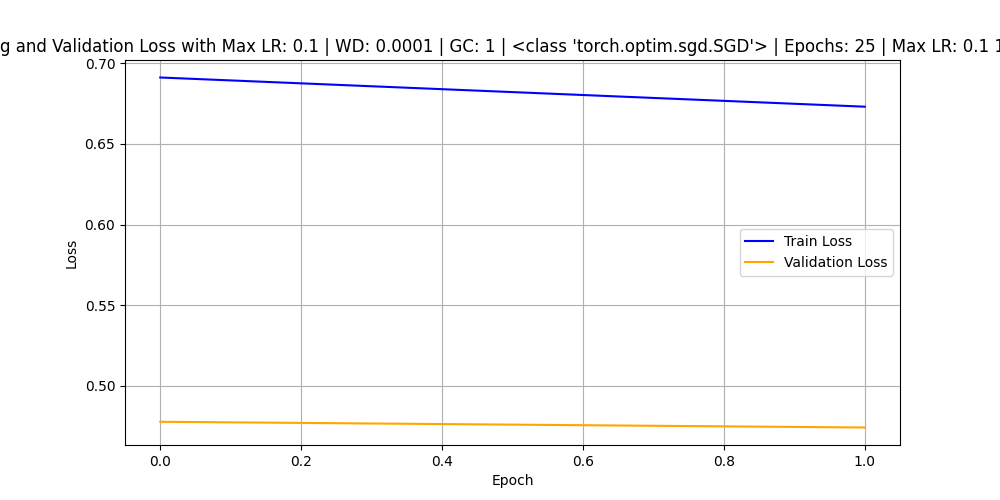 g and Validation Loss with Max LR: 0.1 | WD: 0.0001 | GC: 1 | <class 'torch.optim.sgd.SGD'> | Epochs: 25 | Max LR: 0.1 1
0.70
0.65
0.60
0.55
0.50
Loss
Train Loss
Validation Loss
0.0 0.2 0.4 0.6 0.8 1.0
Epoch